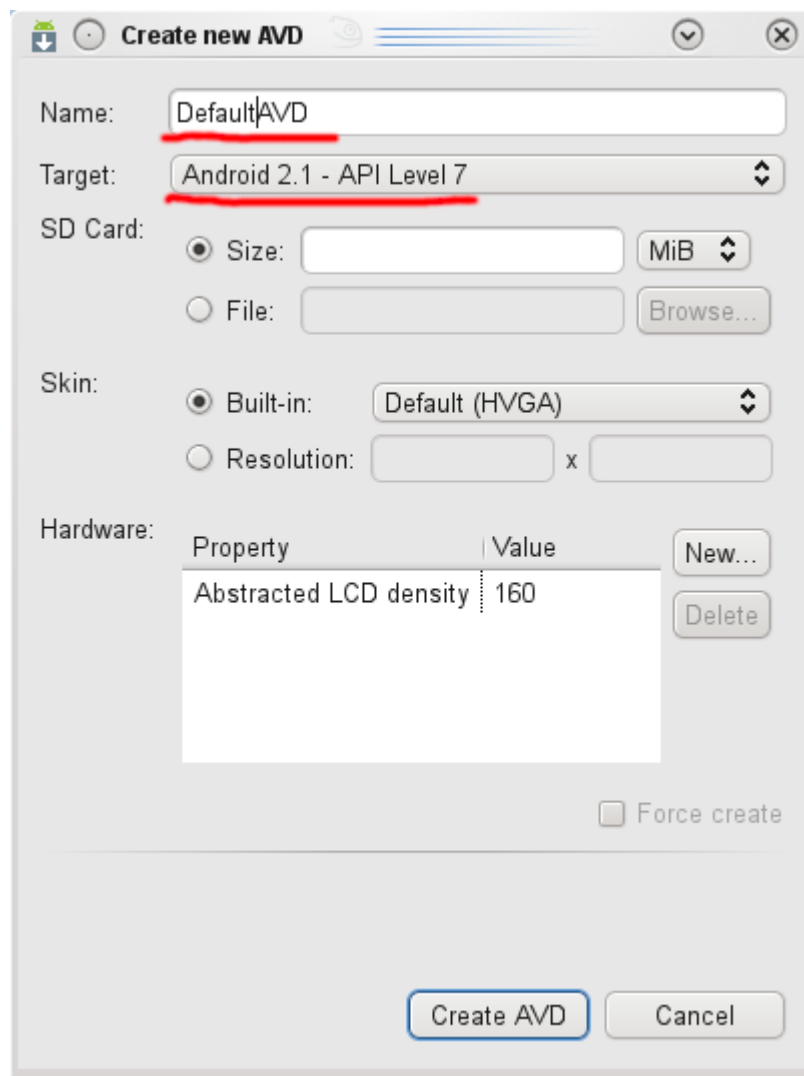 Create new AVD
Name: DefaultAVD
Target: Android 2.1 - API Level 7
SD Card:
Size: MiB
File: Browse...
Skin:
Built-in: Default (HVGA)
Resolution: x
Hardware:
Property Value New...
Abstracted LCD density 160
Delete
Force create
Create AVD Cancel